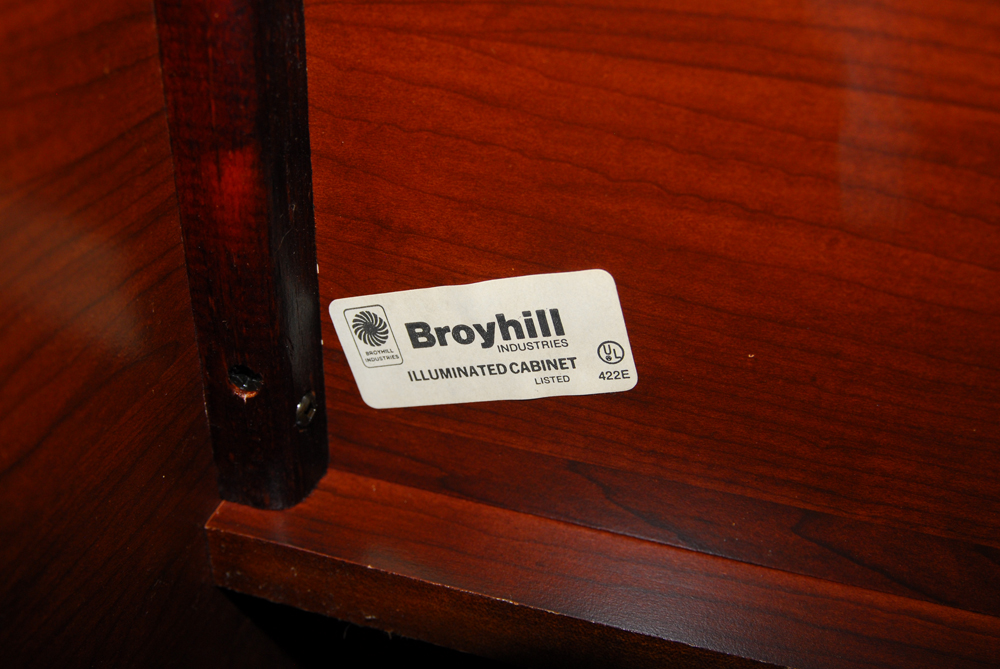 BROYHILL
INDUSTRIES
Broyhill
INDUSTRIES
ILLUMINATED CABINET
LISTED
UL
422E